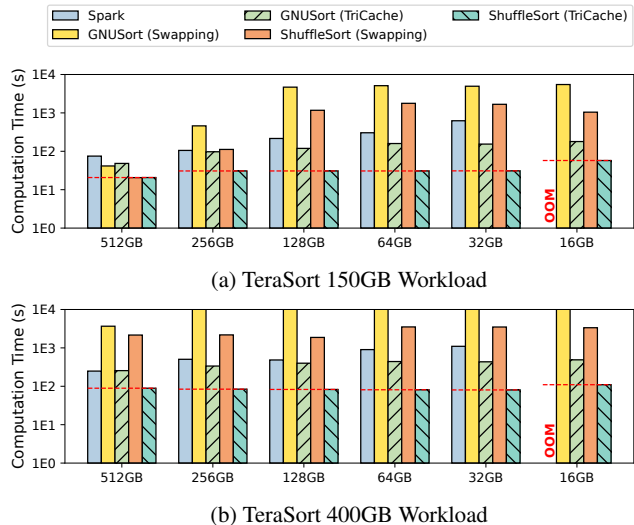 Spark
GNUSort (TriCache)
ShuffleSort (TriCache)
GNUSort (Swapping)
ShuffleSort (Swapping)
Computation Time (s)
1E4
1E3
1E2
1E1
1E0
OOM
512GB
256GB
128GB
64GB
32GB
16GB
(a) TeraSort 150GB Workload
Computation Time (s)
1E4
1E3
1E2
1E1
1E0
OOM
512GB
256GB
128GB
64GB
32GB
16GB
(b) TeraSort 400GB Workload